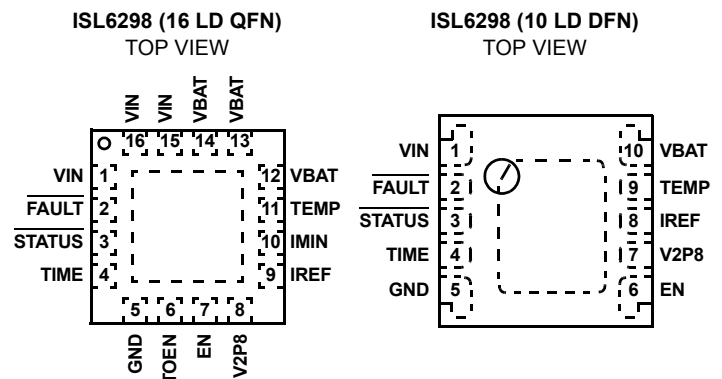 ISL6298 (16 LD QFN)
TOP VIEW
VIN
VIN
VBAT
VBAT
16 15 14 13
VIN 1
FAULT 2
STATUS 3
TIME 4
12 VBAT
11 TEMP
10 IMIN
9 IREF
5 6 7 8
GND
TOEN
EN
V2P8
ISL6298 (10 LD DFN)
TOP VIEW
VIN 1
FAULT 2
STATUS 3
TIME 4
GND 5
10 VBAT
9 TEMP
8 IREF
7 V2P8
6 EN